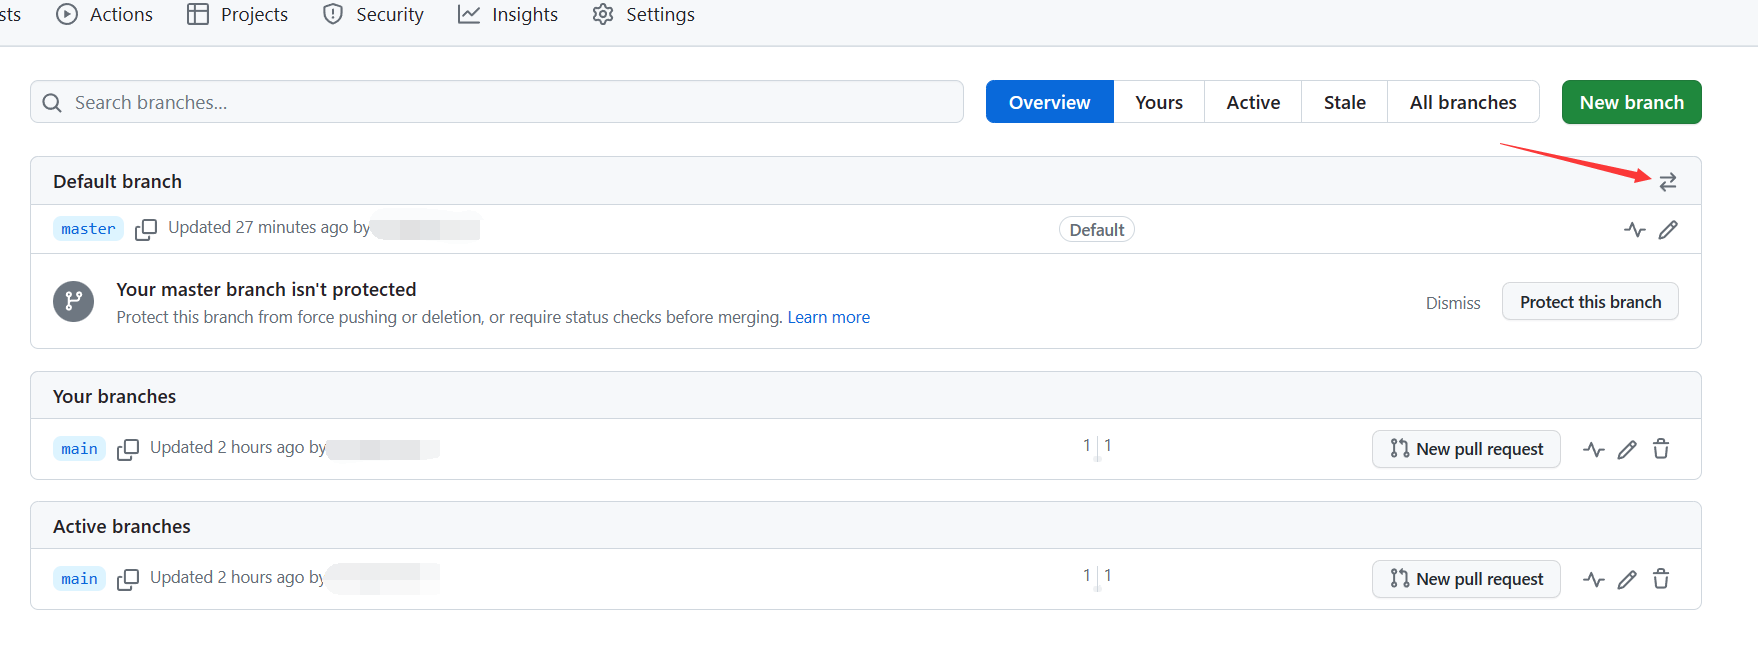 sts Actions Projects Security Insights Settings
Search branches... Overview Yours Active Stale All branches New branch
Default branch
master Updated 27 minutes ago by Default
Your master branch isn't protected
Protect this branch from force pushing or deletion, or require status checks before merging. Learn more Dismiss Protect this branch
Your branches
main Updated 2 hours ago by 1 1 New pull request
Active branches
main Updated 2 hours ago by 1 1 New pull request